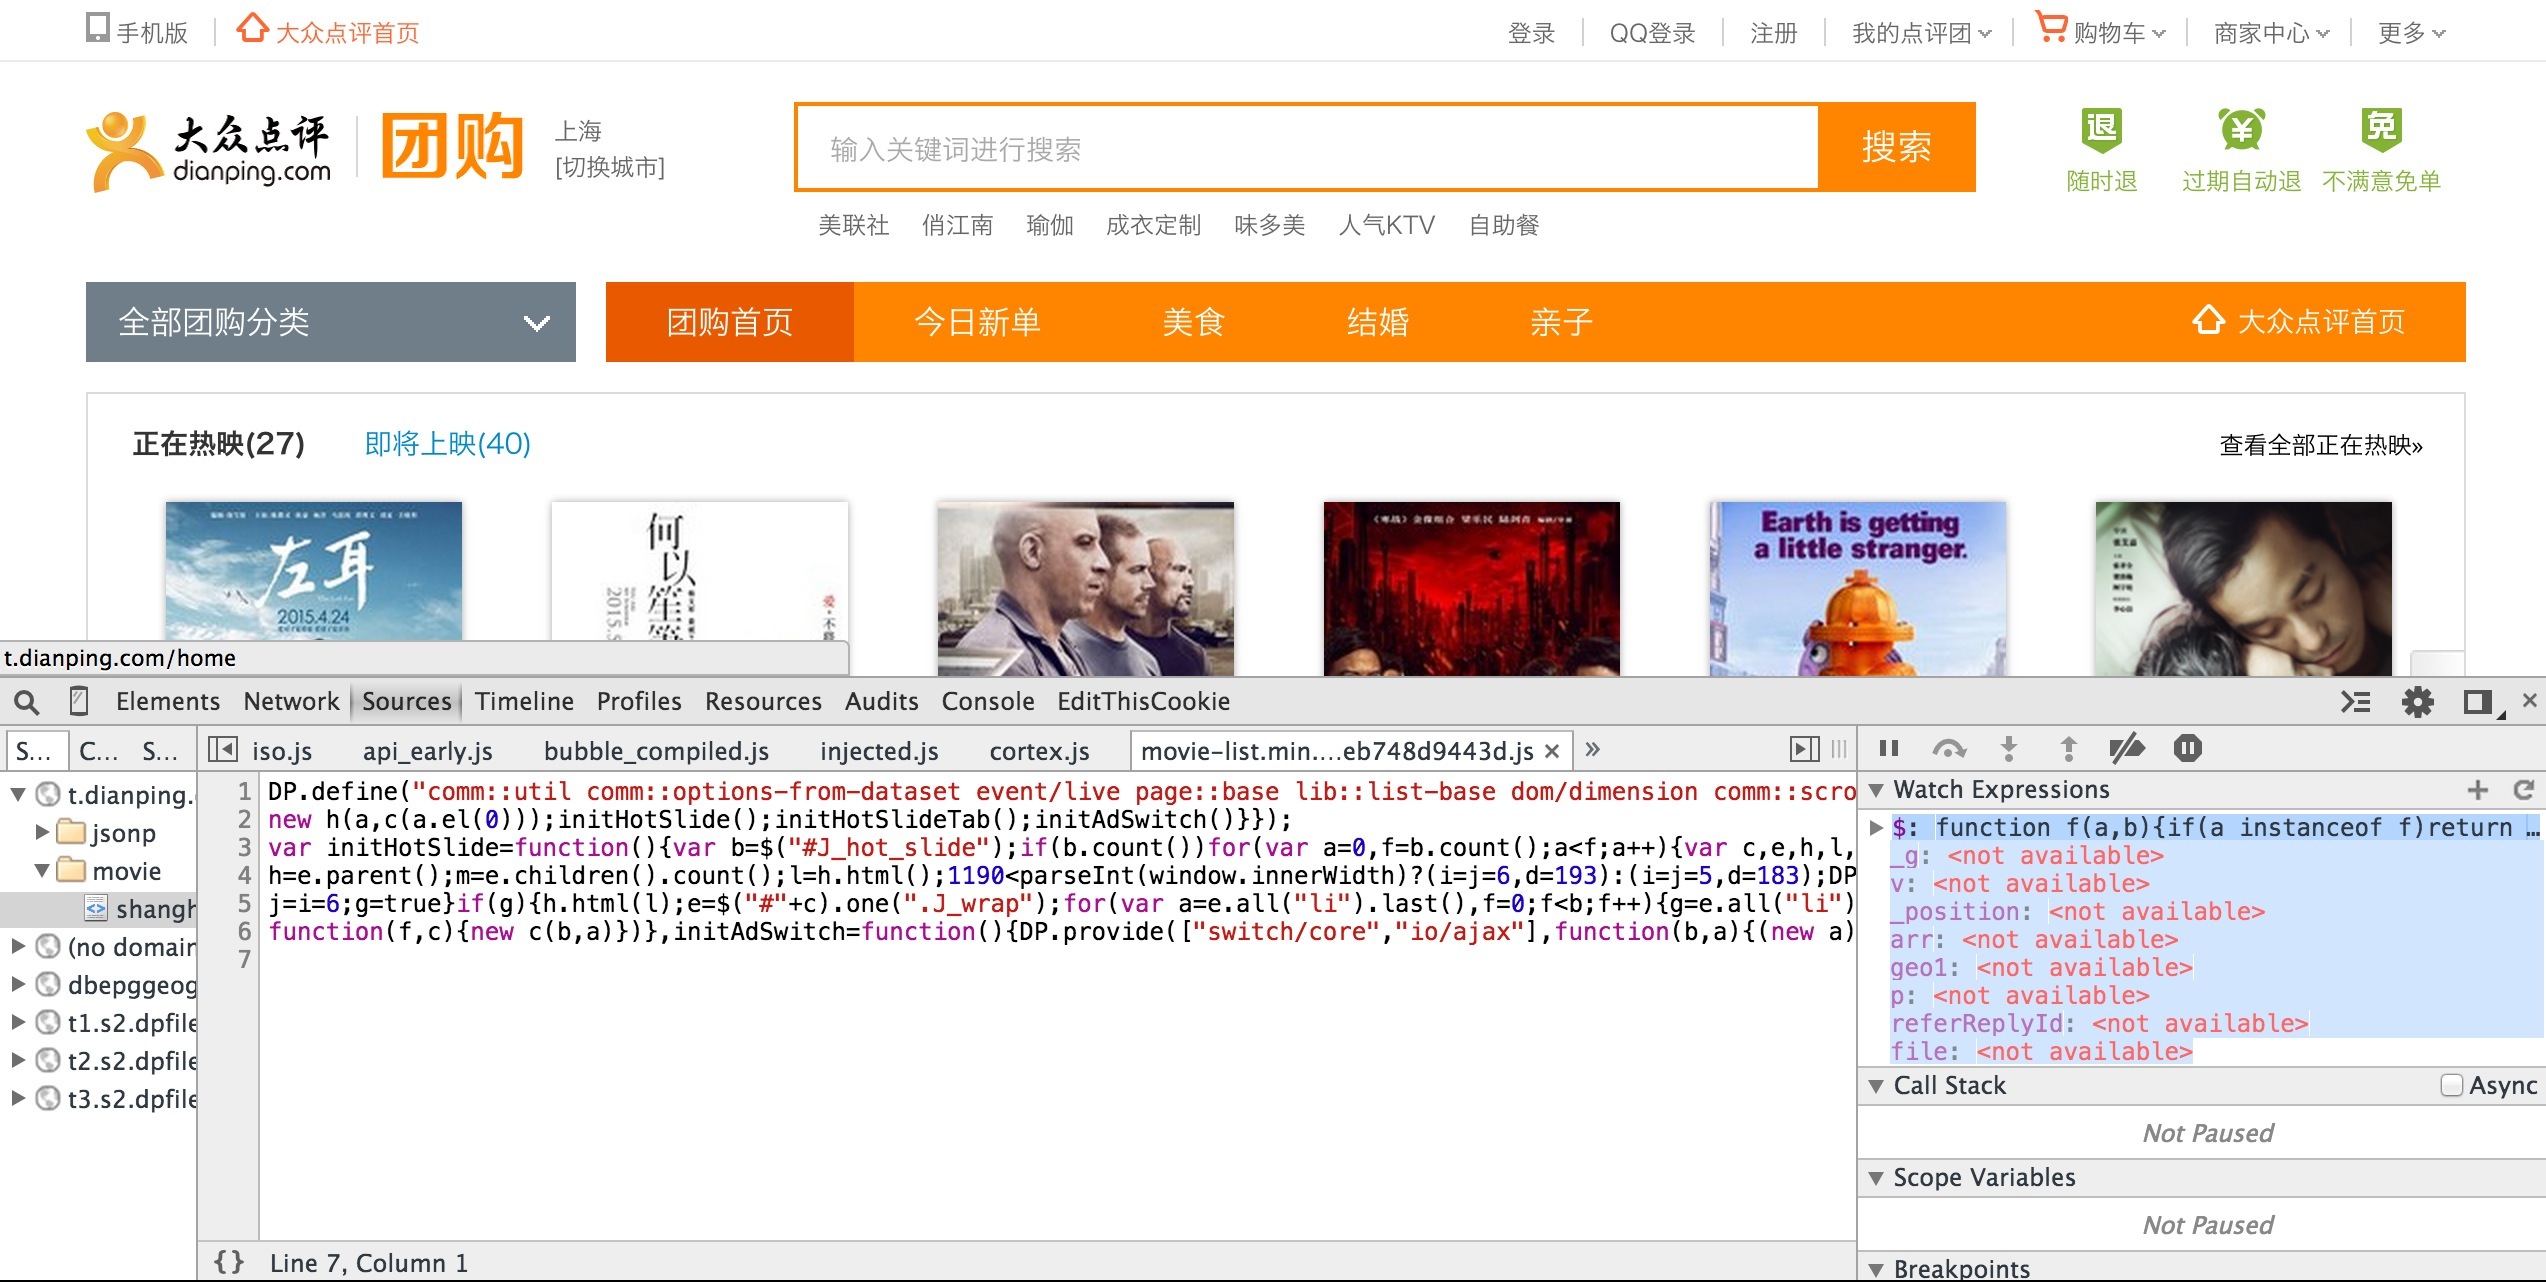 手机版 大众点评首页 登录 QQ登录 注册 我的点评团 购物车 商家中心 更多
大众点评 dianping.com 团购 上海 [切换城市]
输入关键词进行搜索 搜索
退 ¥ 免
随时退 过期自动退 不满意免单
美联社 俏江南 瑜伽 成衣定制 味多美 人气KTV 自助餐
全部团购分类 团购首页 今日新单 美食 结婚 亲子 大众点评首页
正在热映(27) 即将上映(40) 查看全部正在热映»
左耳
2015.4.24
何以笙
Earth is getting
a little stranger.
t.dianping.com/home
Elements Network Sources Timeline Profiles Resources Audits Console EditThisCookie
S... C... S... iso.js api_early.js bubble_compiled.js injected.js cortex.js movie-list.min....eb748d9443d.js × »
t.dianping.
jsonp
movie
shangh
(no domain
dbepggeog
t1.s2.dpfile
t2.s2.dpfile
t3.s2.dpfile
1 DP.define("comm::util comm::options-from-dataset event/live page::base lib::list-base dom/dimension comm::scro
2 new h(a,c(a.el(0)));initHotSlide();initHotSlideTab();initAdSwitch()}});
3 var initHotSlide=function(){var b=$("#J_hot_slide");if(b.count())for(var a=0,f=b.count();a<f;a++){var c,e,h,l,
4 h=e.parent();m=e.children().count();l=h.html();1190<parseInt(window.innerWidth)?(i=j=6,d=193):(i=j=5,d=183);DP
5 j=i=6;g=true}if(g){h.html(l);e=$("#"+c).one(".J_wrap");for(var a=e.all("li").last(),f=0;f<b;f++){g=e.all("li")
6 function(f,c){new c(b,a)})},initAdSwitch=function(){DP.provide(["switch/core","io/ajax"],function(b,a){(new a)
7
{} Line 7, Column 1
Watch Expressions
$: function f(a,b){if(a instanceof f)return …
_g: <not available>
v: <not available>
_position: <not available>
arr: <not available>
geo1: <not available>
p: <not available>
referReplyId: <not available>
file: <not available>
Call Stack Async
Not Paused
Scope Variables
Not Paused
Breakpoints